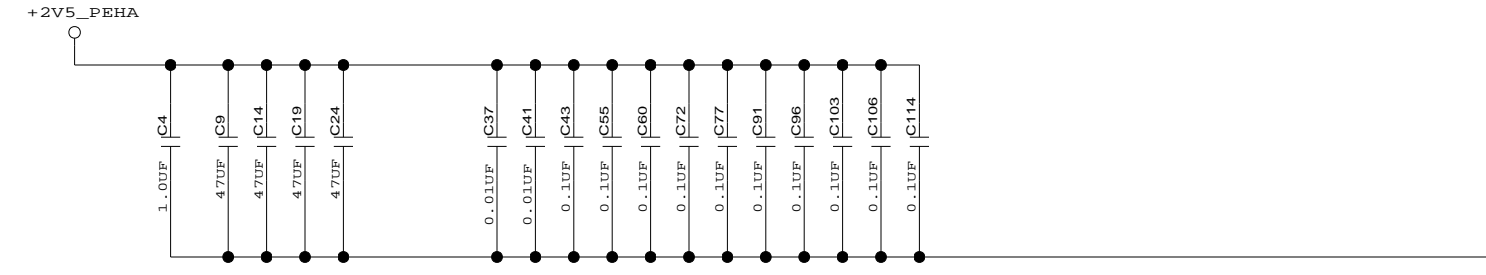 +2V5_PEHA
C4
1.0UF
C9
47UF
C14
47UF
C19
47UF
C24
47UF
C37
0.01UF
C41
0.01UF
C43
0.1UF
C55
0.1UF
C60
0.1UF
C72
0.1UF
C77
0.1UF
C91
0.1UF
C96
0.1UF
C103
0.1UF
C106
0.1UF
C114
0.1UF